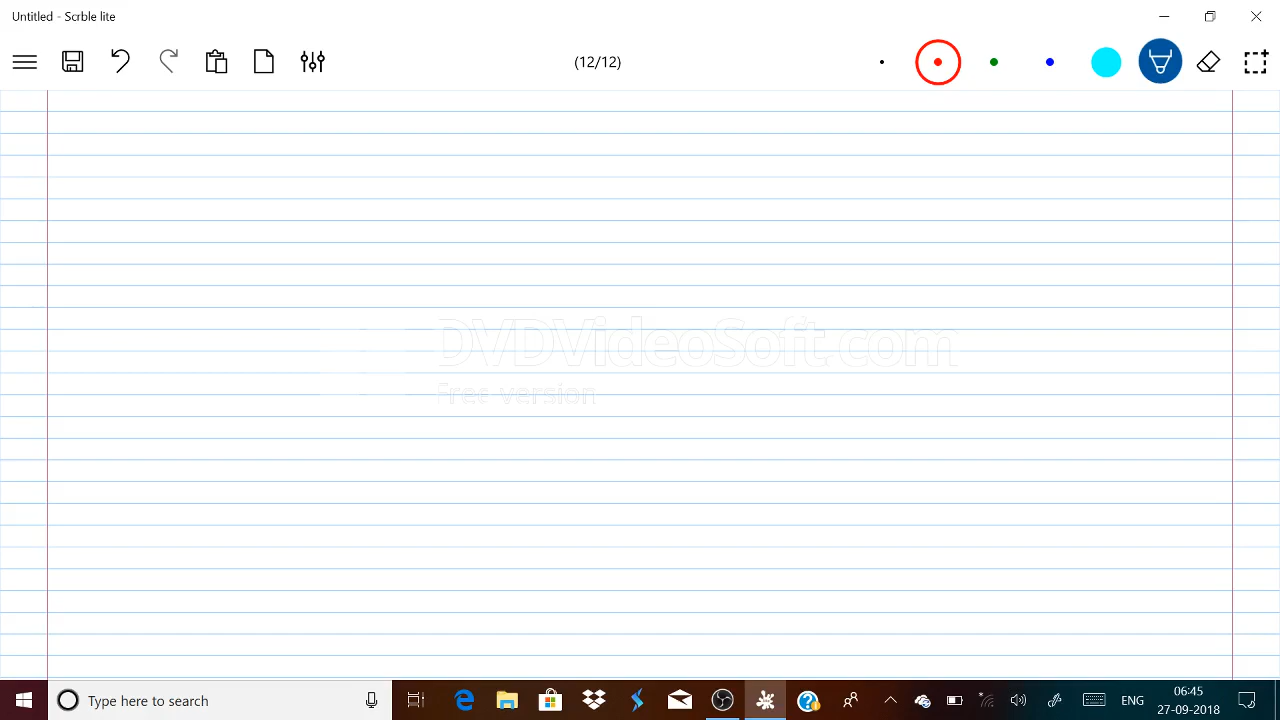 Untitled - Scrble lite
(12/12)
DVDVideoSoft.com
Free version
Type here to search
ENG
06:45
27-09-2018